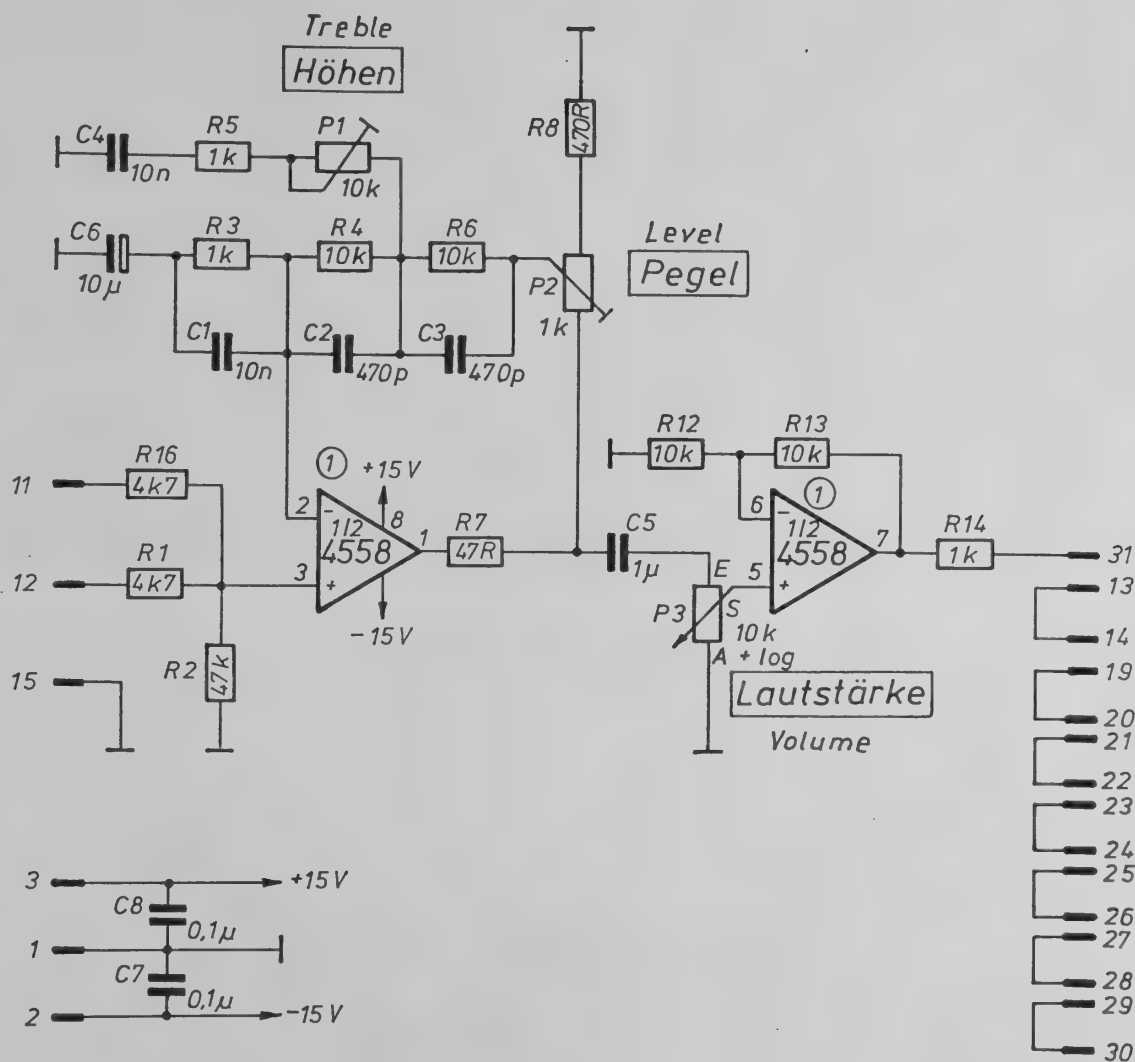 Treble
Höhen
C4
10n
R5
1k
P1
10k
R8
470R
C6
10µ
R3
1k
R4
10k
R6
10k
Level
Pegel
P2
1k
C1
10n
C2
470p
C3
470p
R12
10k
R13
10k
11
R16
4k7
12
R1
4k7
15
R2
47k
1
+15V
2
-
8
1/2
4558
1
3
+
-15V
R7
47R
C5
1µ
E
P3
S
10k
A + log
Lautstärke
Volume
1
6
-
1/2
4558
7
5
+
R14
1k
31
13
14
19
20
21
22
23
24
25
26
27
28
29
30
3
+15V
C8
0,1µ
1
C7
0,1µ
2
-15V